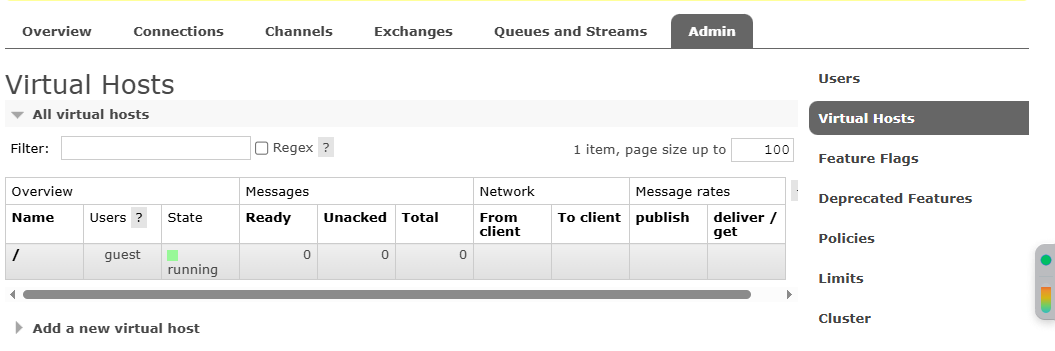 Overview Connections Channels Exchanges Queues and Streams Admin
Virtual Hosts
All virtual hosts
Filter: Regex ? 1 item, page size up to 100
Overview Messages Network Message rates
Name Users ? State Ready Unacked Total From client To client publish deliver / get
/ guest running 0 0 0
Add a new virtual host
Users
Virtual Hosts
Feature Flags
Deprecated Features
Policies
Limits
Cluster